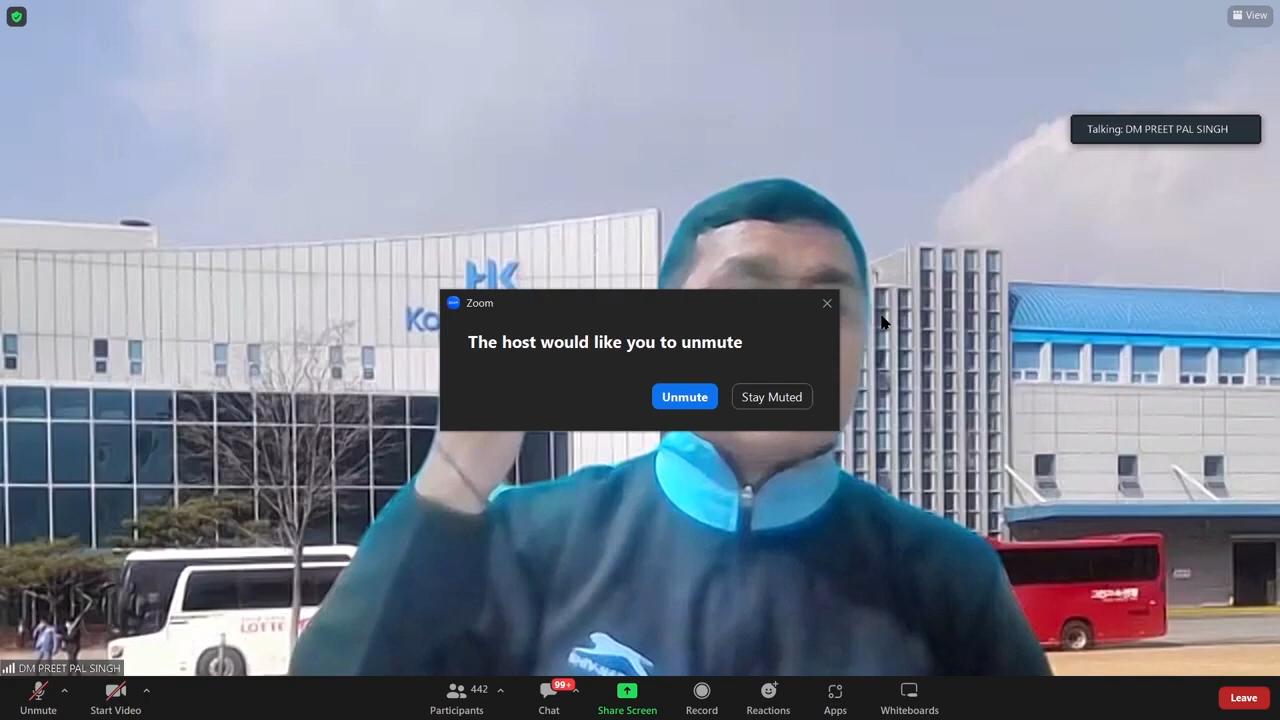 View
Talking: DM PREET PAL SINGH
HK
Zoom
The host would like you to unmute
Unmute
Stay Muted
LOTTE
DM PREET PAL SINGH
Unmute
Start Video
442
Participants
99+
Chat
Share Screen
Record
Reactions
Apps
Whiteboards
Leave